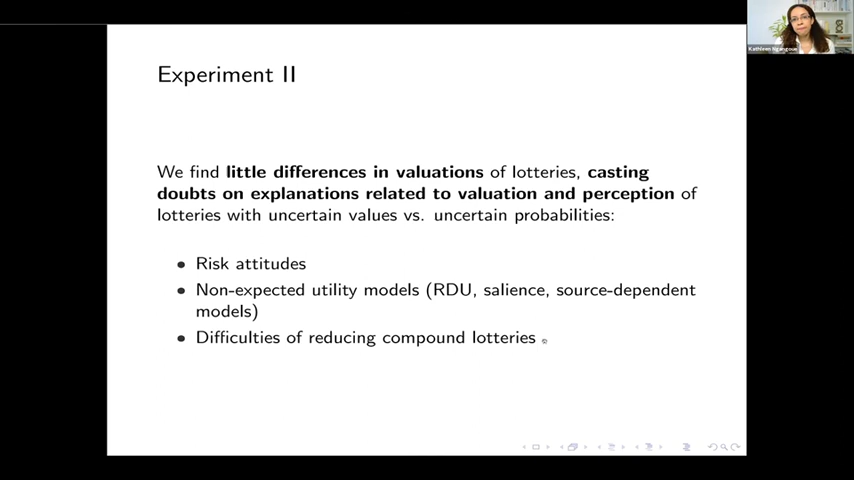 Experiment II
We find little differences in valuations of lotteries, casting
doubts on explanations related to valuation and perception of
lotteries with uncertain values vs. uncertain probabilities:
• Risk attitudes
• Non-expected utility models (RDU, salience, source-dependent
models)
• Difficulties of reducing compound lotteries
Kathleen Ngangoue